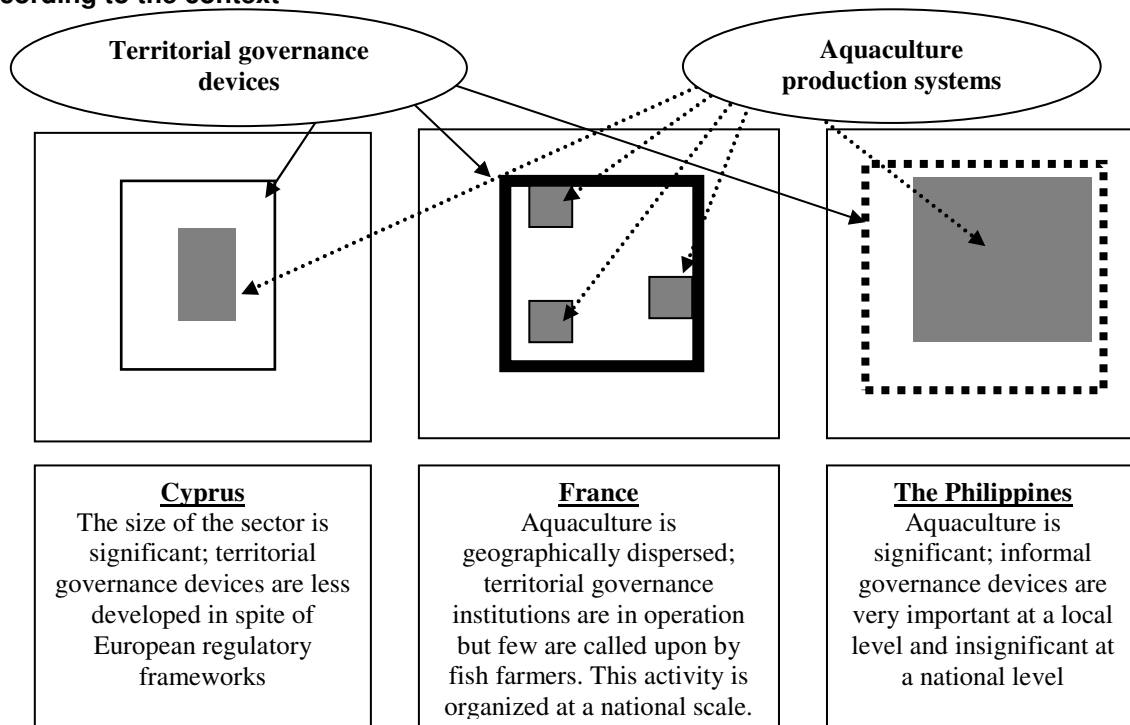 cording to the context
Territorial governance
devices
Aquaculture
production systems
Cyprus
The size of the sector is
significant; territorial
governance devices are less
developed in spite of
European regulatory
frameworks
France
Aquaculture is
geographically dispersed;
territorial governance
institutions are in operation
but few are called upon by
fish farmers. This activity is
organized at a national scale.
The Philippines
Aquaculture is
significant; informal
governance devices are
very important at a local
level and insignificant at
a national level